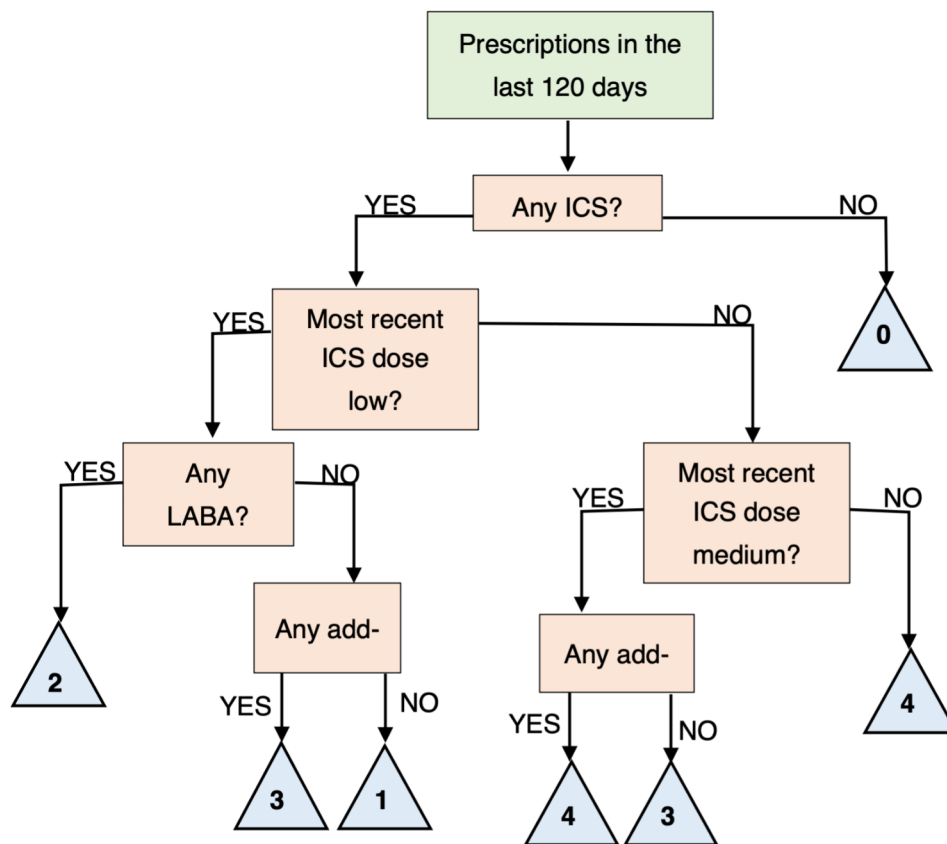 Prescriptions in the
last 120 days
Any ICS?
YES
NO
0
Most recent
ICS dose
low?
YES
NO
Any
LABA?
YES
NO
2
Any add-
YES
NO
3
1
Most recent
ICS dose
medium?
YES
NO
Any add-
YES
NO
4
3
4